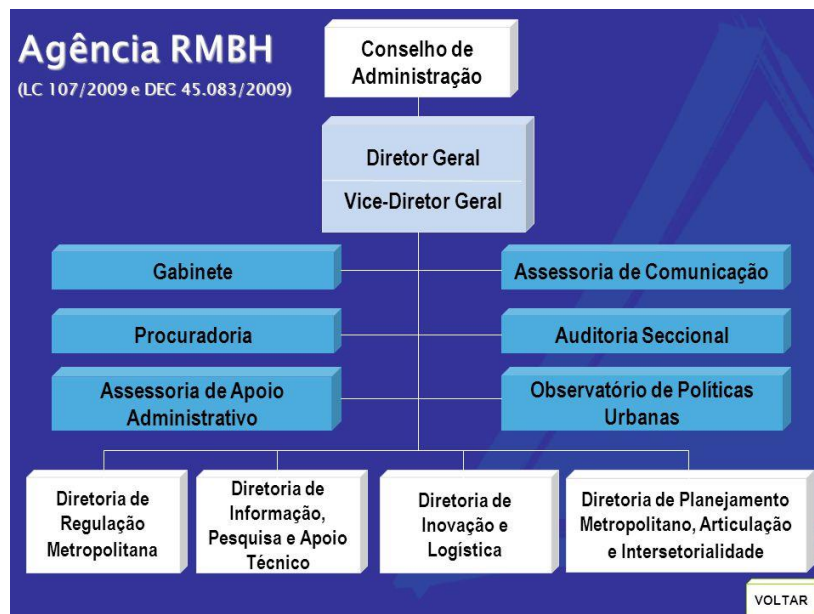 Agência RMBH
(LC 107/2009 e DEC 45.083/2009)
Conselho de
Administração
Diretor Geral
Vice-Diretor Geral
Gabinete
Assessoria de Comunicação
Procuradoria
Auditoria Seccional
Assessoria de Apoio
Administrativo
Observatório de Políticas
Urbanas
Diretoria de
Regulação
Metropolitana
Diretoria de
Informação,
Pesquisa e Apoio
Técnico
Diretoria de
Inovação e
Logística
Diretoria de Planejamento
Metropolitano, Articulação
e Intersetorialidade
VOLTAR